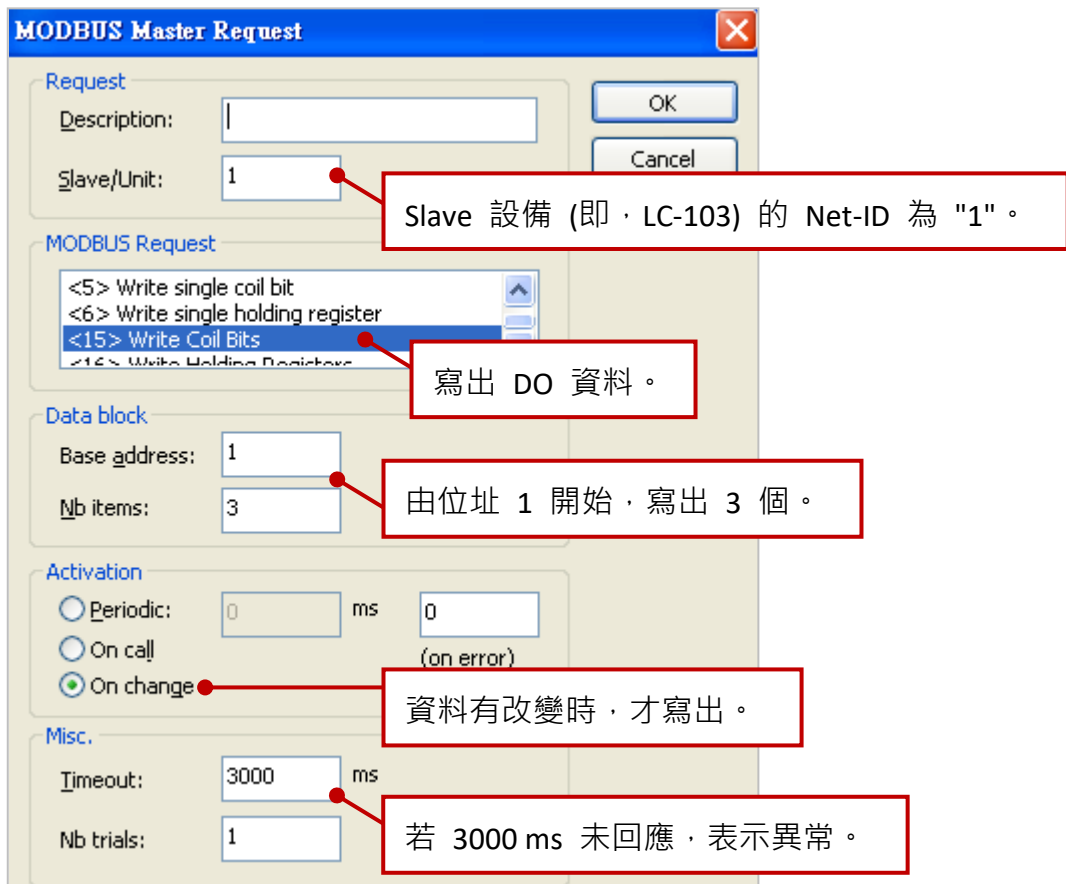 MODBUS Master Request
Request
OK
Description:
Cancel
Slave/Unit:
1
Slave 設備 (即，LC-103) 的 Net-ID 為 "1"。
MODBUS Request
<5> Write single coil bit
<6> Write single holding register
<15> Write Coil Bits
<16> Write Holding Registers
寫出 DO 資料。
Data block
Base address:
1
由位址 1 開始，寫出 3 個。
Nb items:
3
Activation
Periodic:
0
ms
0
On call
(on error)
On change
資料有改變時，才寫出。
Misc.
Timeout:
3000
ms
若 3000 ms 未回應，表示異常。
Nb trials:
1